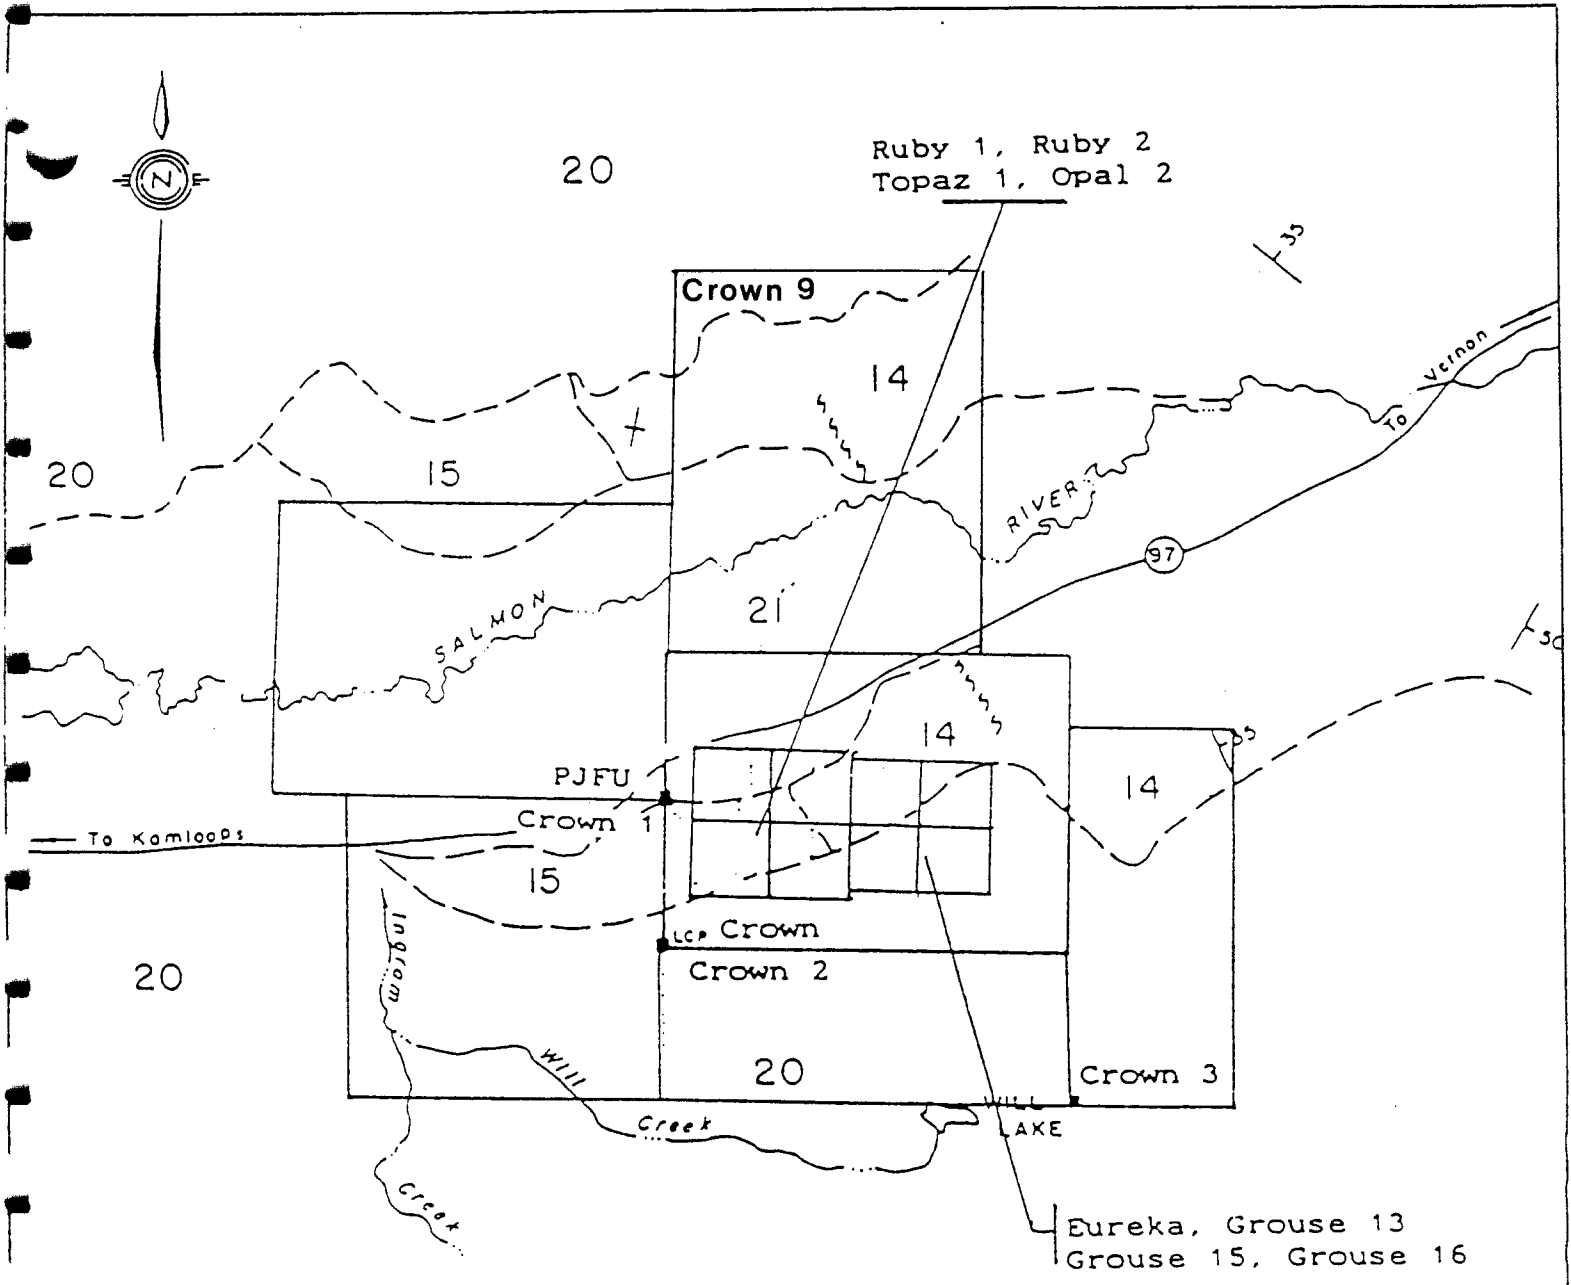 Ruby 1, Ruby 2
Topaz 1, Opal 2
20
N
35
Crown 9
14
Vernon
To
20
15
RIVER
97
21
SALMON
30
14
35
PJFU
14
Crown 1
To Kamloops
15
LCP Crown
Crown 2
Ingram
20
Will
20
Crown 3
WILL
LAKE
Creek
Creek
Eureka, Grouse 13
Grouse 15, Grouse 16